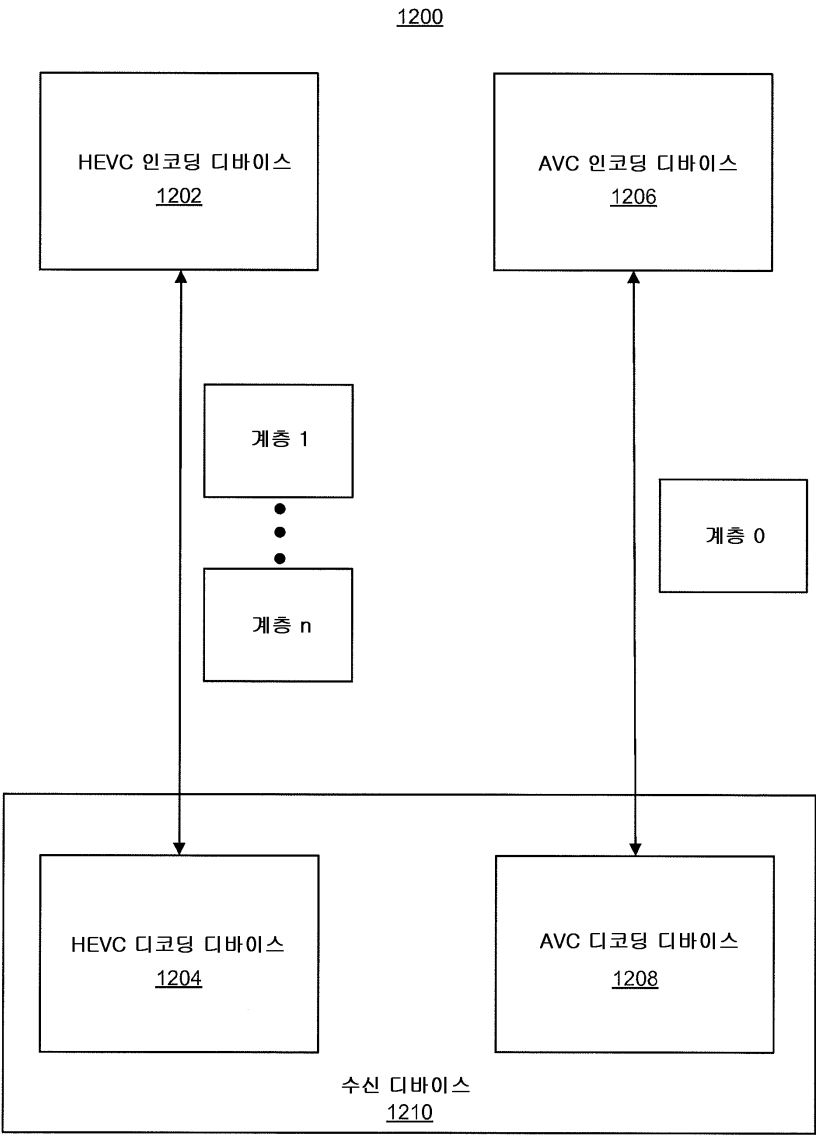 1200
HEVC 인코딩 디바이스
1202
AVC 인코딩 디바이스
1206
계층 1
계층 0
계층 n
HEVC 디코딩 디바이스
1204
AVC 디코딩 디바이스
1208
수신 디바이스
1210